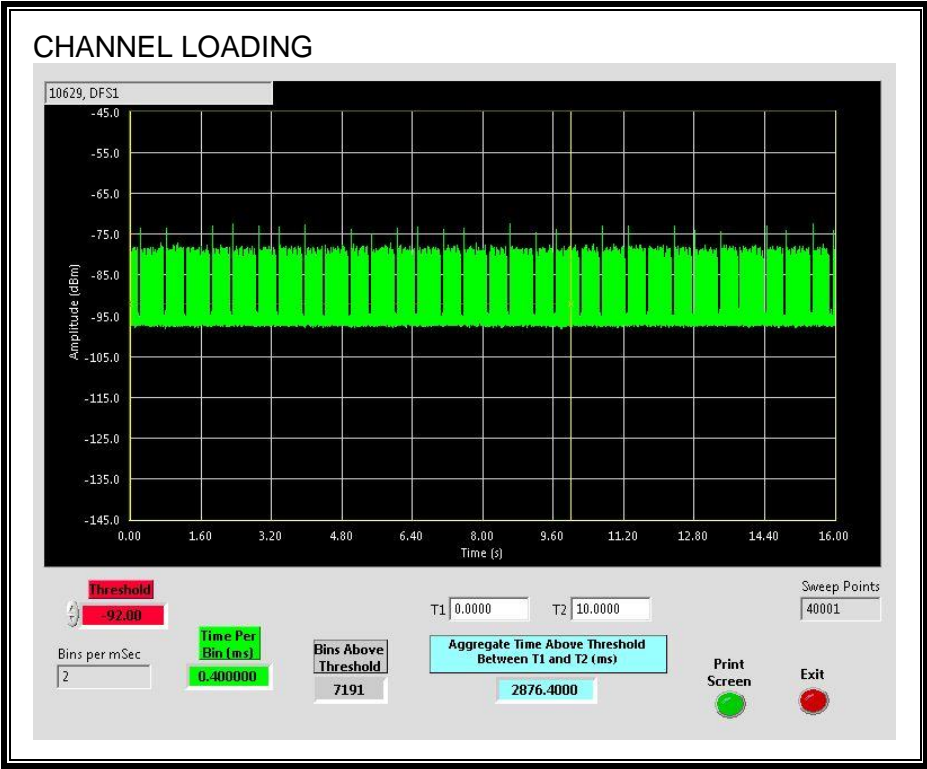 CHANNEL LOADING
10629, DFS1
-45.0
-55.0
-65.0
-75.0
-85.0
-95.0
-105.0
-115.0
-125.0
-135.0
-145.0
Amplitude (dBm)
0.00 1.60 3.20 4.80 6.40 8.00 9.60 11.20 12.80 14.40 16.00
Time (s)
Threshold
-92.00
Bins per mSec
2
Time Per
Bin (ms)
0.400000
Bins Above
Threshold
7191
T1 0.0000 T2 10.0000
Aggregate Time Above Threshold
Between T1 and T2 (ms)
2876.4000
Sweep Points
40001
Print
Screen
Exit